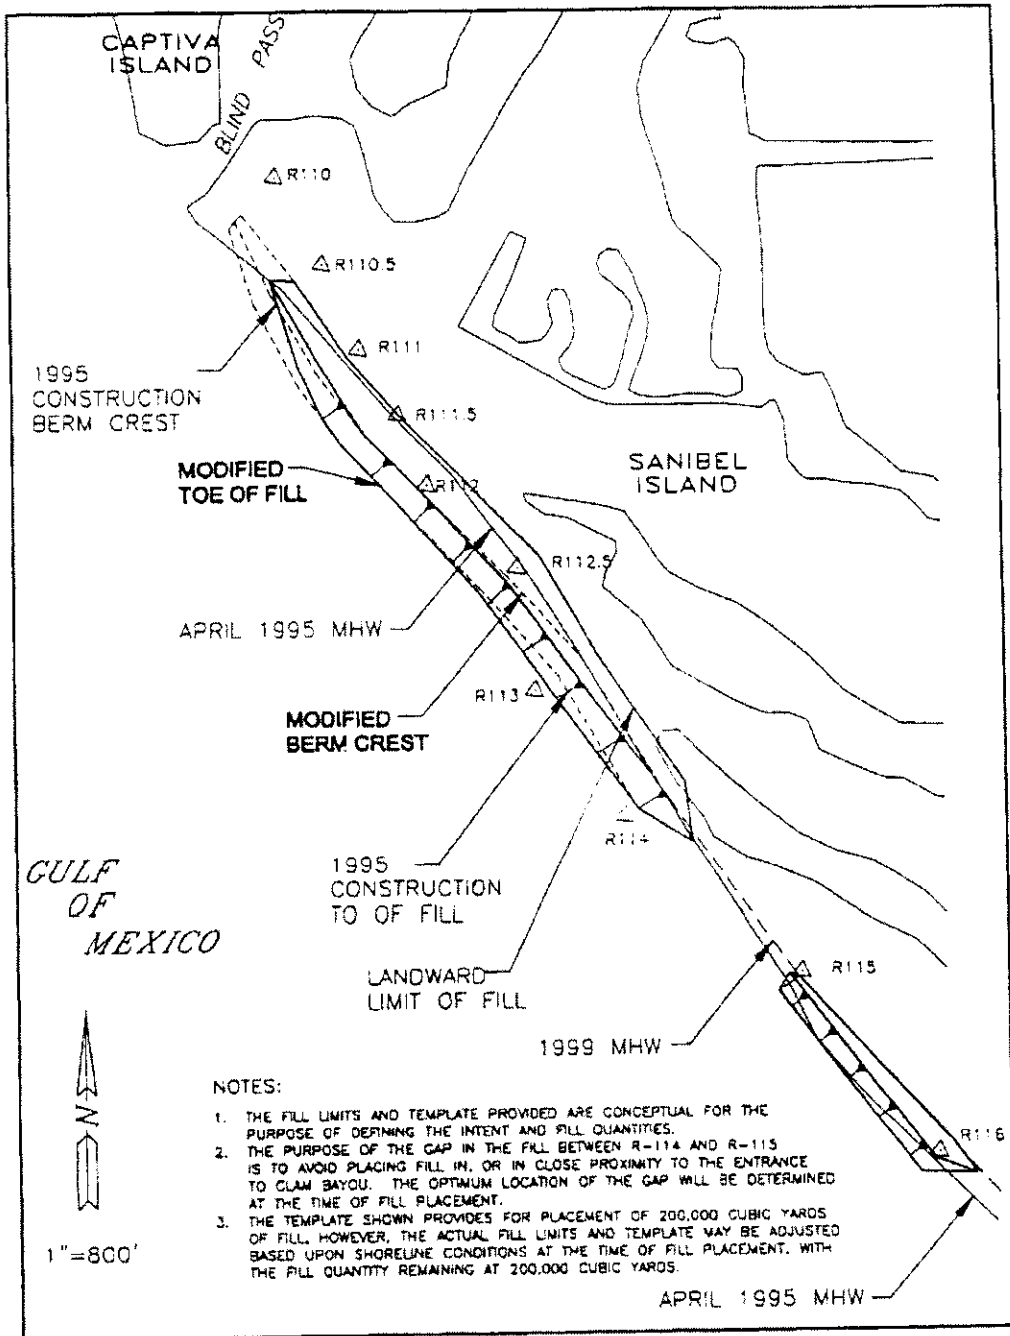 CAPTIVA
ISLAND
BLIND PASS
R110
R110.5
R111
1995
CONSTRUCTION
BERM CREST
R111.5
MODIFIED
TOE OF FILL
R112
SANIBEL
ISLAND
R112.5
APRIL 1995 MHW
R113
MODIFIED
BERM CREST
R114
1995
CONSTRUCTION
TO OF FILL
GULF
OF
MEXICO
LANDWARD
LIMIT OF FILL
R115
1999 MHW
N
1"=800'
R116
NOTES:
1. THE FILL LIMITS AND TEMPLATE PROVIDED ARE CONCEPTUAL FOR THE
PURPOSE OF DEFINING THE INTENT AND FILL QUANTITIES.
2. THE PURPOSE OF THE GAP IN THE FILL BETWEEN R-114 AND R-115
IS TO AVOID PLACING FILL IN, OR IN CLOSE PROXIMITY TO THE ENTRANCE
TO CLAM BAYOU. THE OPTIMUM LOCATION OF THE GAP WILL BE DETERMINED
AT THE TIME OF FILL PLACEMENT.
3. THE TEMPLATE SHOWN PROVIDES FOR PLACEMENT OF 200,000 CUBIC YARDS
OF FILL, HOWEVER, THE ACTUAL FILL LIMITS AND TEMPLATE MAY BE ADJUSTED
BASED UPON SHORELINE CONDITIONS AT THE TIME OF FILL PLACEMENT, WITH
THE FILL QUANTITY REMAINING AT 200,000 CUBIC YARDS.
APRIL 1995 MHW